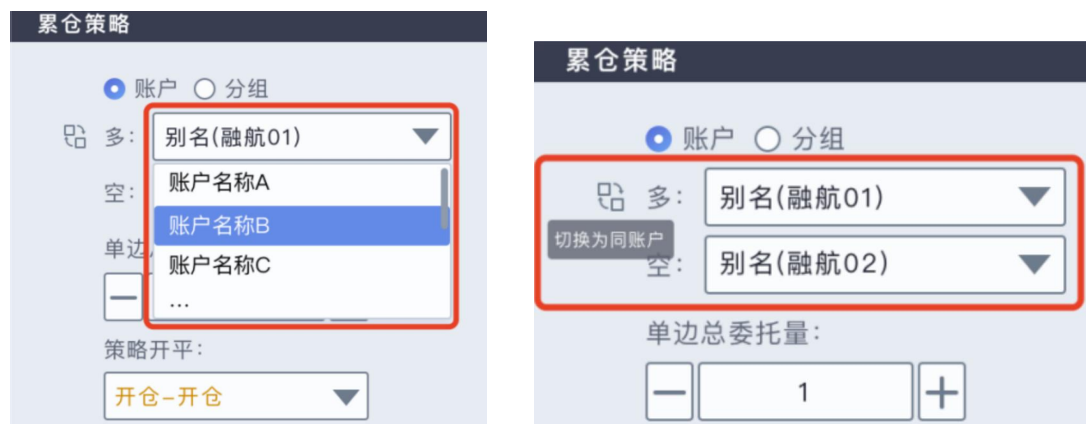 累仓策略
账户 分组
多: 别名(融航01)
账户名称A
空:
账户名称B
单边
账户名称C
...
策略开平:
开仓-开仓
累仓策略
账户 分组
多: 别名(融航01)
切换为同账户
空: 别名(融航02)
单边总委托量:
1